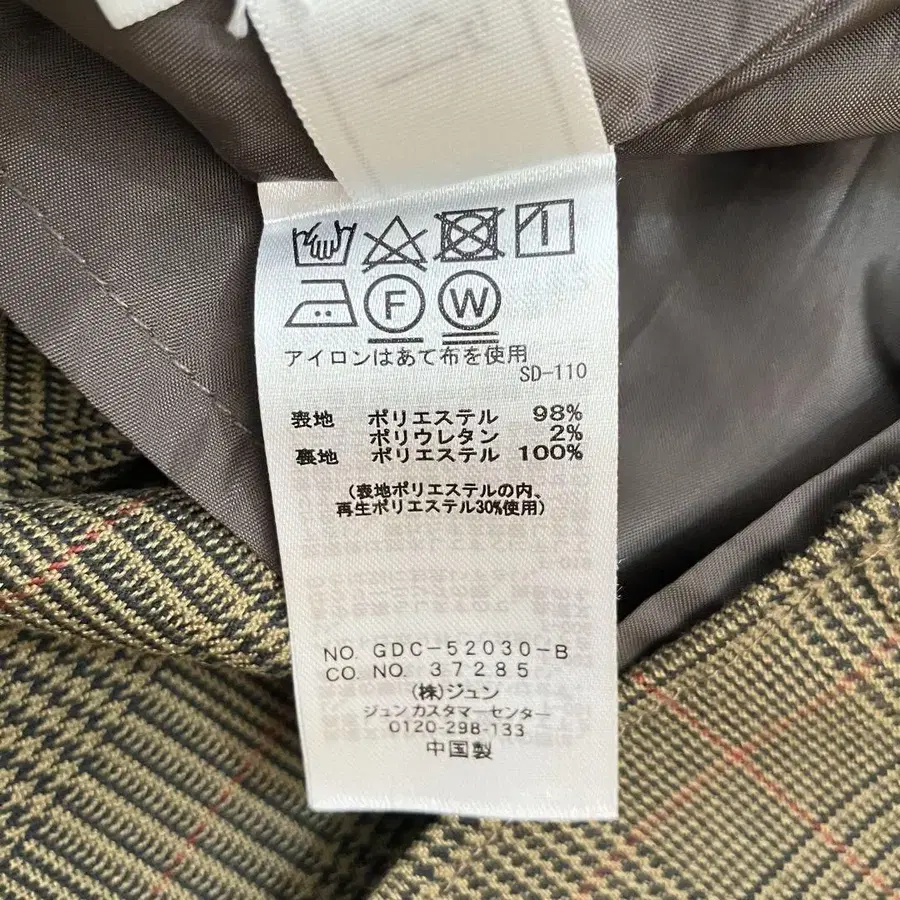 F W
アイロンはあて布を使用
SD-110
表地 ポリエステル 98%
ポリウレタン 2%
裏地 ポリエステル 100%
(表地ポリエステルの内、
再生ポリエステル30%使用)
NO. GDC-52030-B
CO. NO. 37285
(株)ジュン
ジュンカスタマーセンター
0120-298-133
中国製